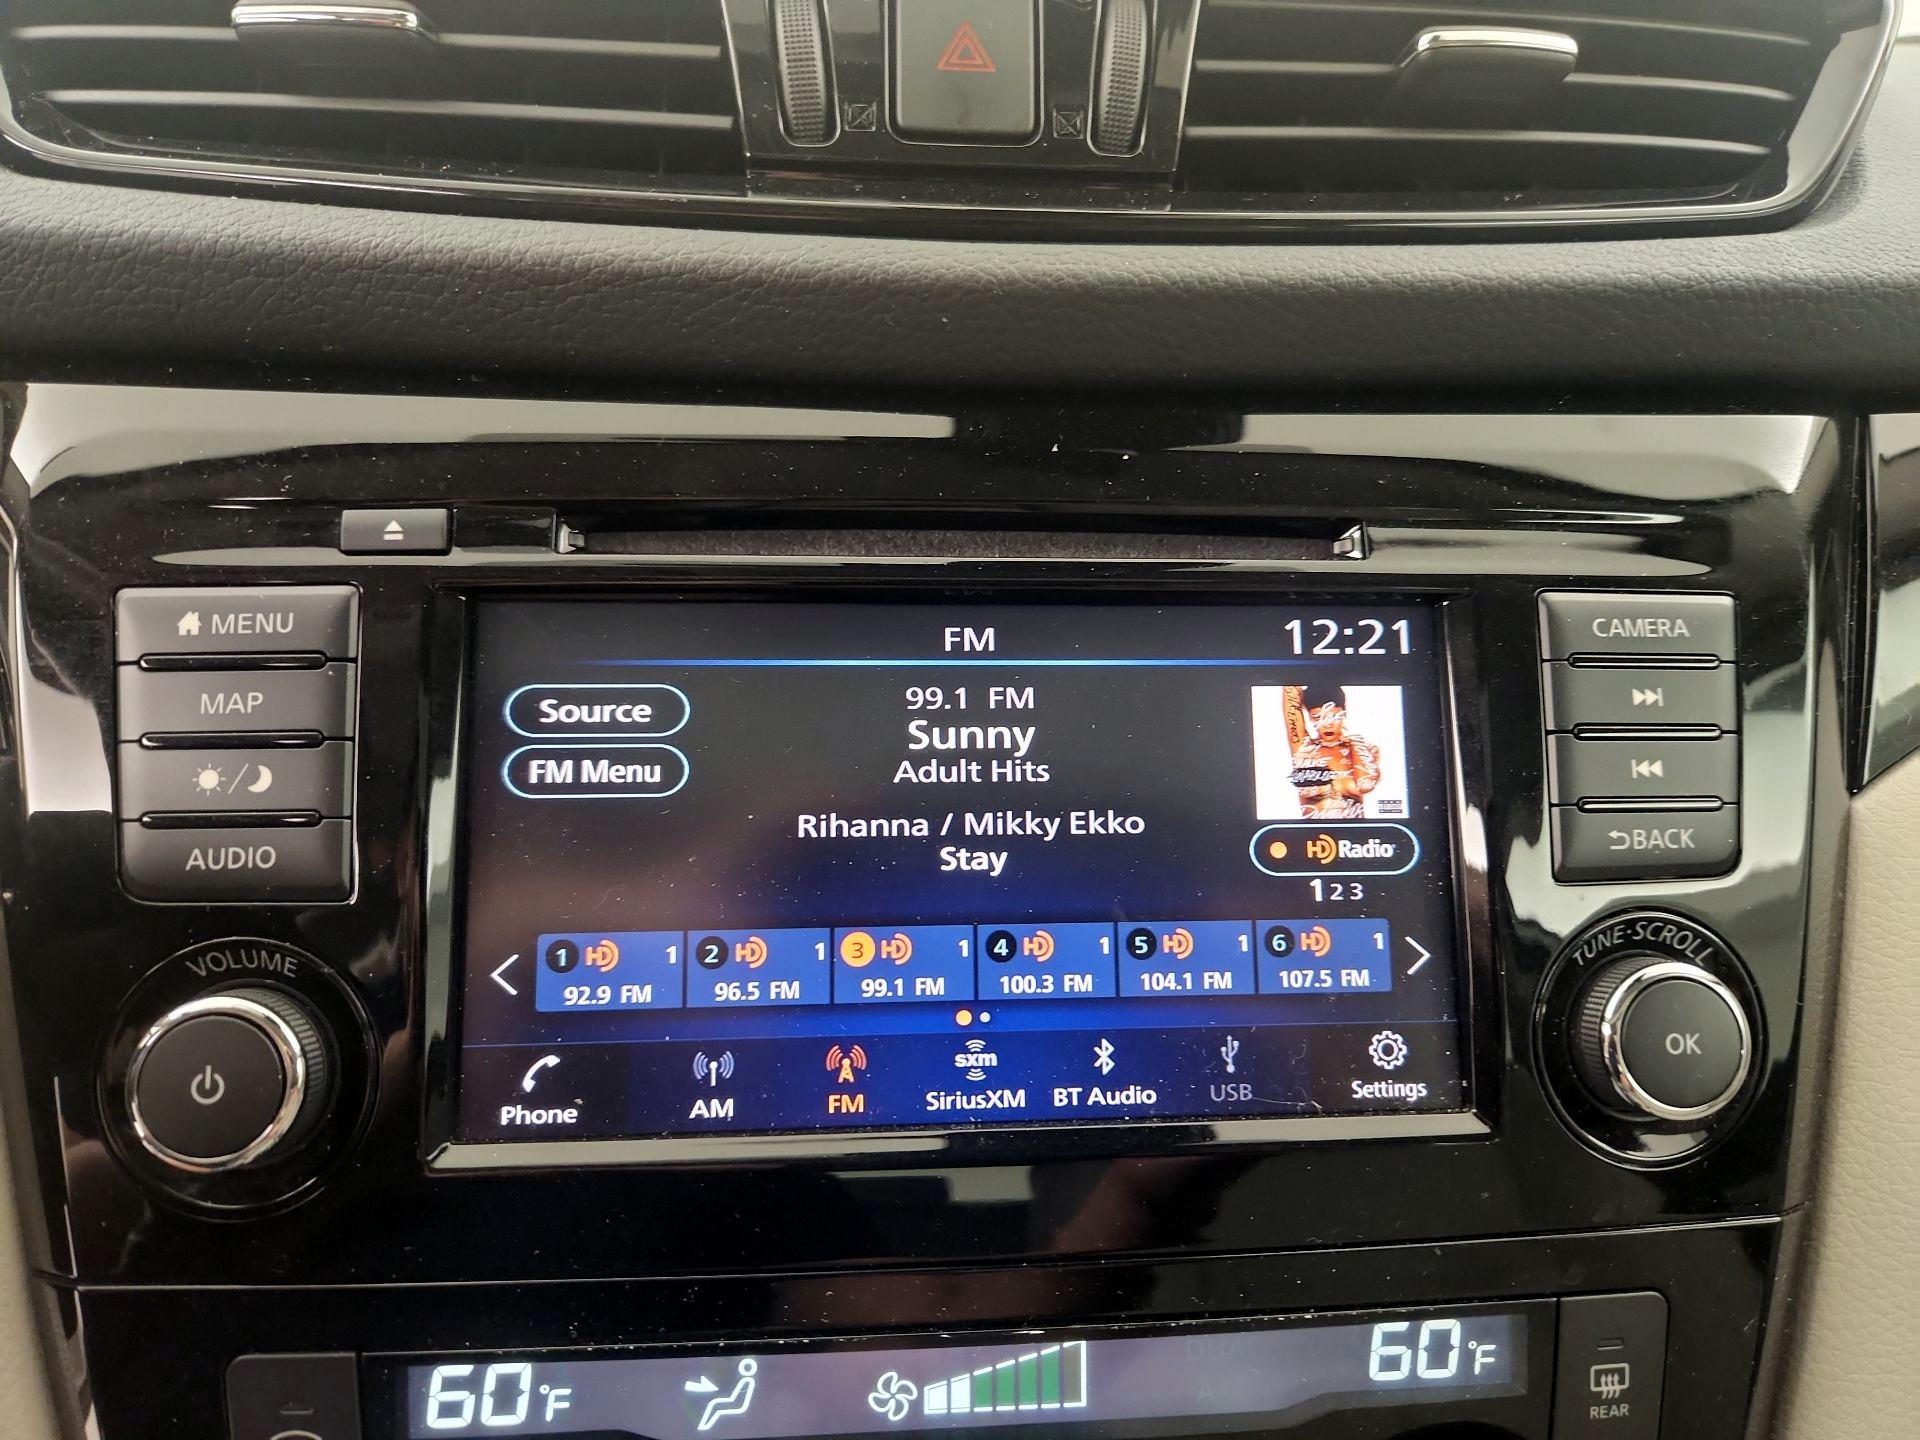 FM
12:21
Source
FM Menu
99.1 FM
Sunny
Adult Hits
Rihanna / Mikky Ekko
Stay
HD Radio
1 2 3
1 HD 1
92.9 FM
2 HD 1
96.5 FM
3 HD 1
99.1 FM
4 HD 1
100.3 FM
5 HD 1
104.1 FM
6 HD 1
107.5 FM
Phone
AM
FM
sxm
SiriusXM
BT Audio
USB
Settings
MENU
MAP
AUDIO
VOLUME
CAMERA
BACK
TUNE·SCROLL
OK
60°F
60°F
REAR